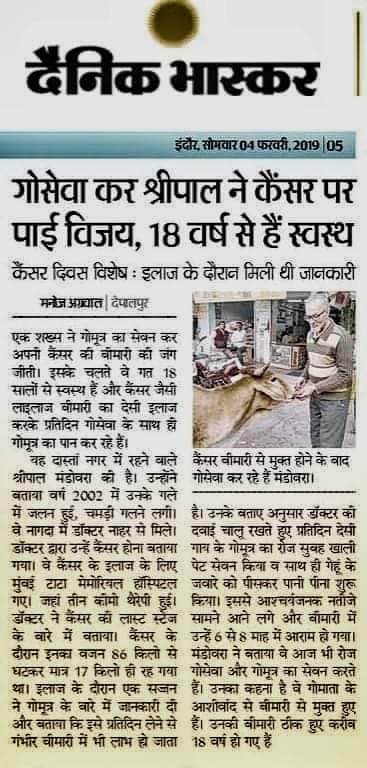 दैनिक भास्कर
इंदौर, सोमवार 04 फरवरी, 2019 | 05
गोसेवा कर श्रीपाल ने कैंसर पर
पाई विजय, 18 वर्ष से हैं स्वस्थ
कैंसर दिवस विशेष : इलाज के दौरान मिली थी जानकारी
मनोज अग्रवाल | देपालपुर
एक शख्स ने गोमूत्र का सेवन कर
अपनी कैंसर की बीमारी की जंग
जीती। इसके चलते वे गत 18
सालों से स्वस्थ हैं और कैंसर जैसी
लाइलाज बीमारी का देसी इलाज
करके प्रतिदिन गोसेवा के साथ ही
गोमूत्र का पान कर रहे हैं।
यह दास्तां नगर में रहने वाले
श्रीपाल मंडोवरा की है। उन्होंने
बताया वर्ष 2002 में उनके गले
में जलन हुई, चमड़ी गलने लगी।
वे नागदा में डॉक्टर नाहर से मिले।
डॉक्टर द्वारा उन्हें कैंसर होना बताया
गया। वे कैंसर के इलाज के लिए
मुंबई टाटा मेमोरियल हॉस्पिटल
गए। जहां तीन कीमो थैरेपी हुई।
डॉक्टर ने कैंसर की लास्ट स्टेज
के बारे में बताया। कैंसर के
दौरान इनका वजन 86 किलो से
घटकर मात्र 17 किलो ही रह गया
था। इलाज के दौरान एक सज्जन
ने गोमूत्र के बारे में जानकारी दी
और बताया कि इसे प्रतिदिन लेने से
गंभीर बीमारी में भी लाभ हो जाता
कैंसर बीमारी से मुक्त होने के वाद
गोसेवा कर रहे हैं मंडोवरा।
है। उनके बताए अनुसार डॉक्टर की
दवाई चालू रखते हुए प्रतिदिन देसी
गाय के गोमूत्र का रोज सुबह खाली
पेट सेवन किया व साथ ही गेहूं के
जवारे को पीसकर पानी पीना शुरू
किया। इससे आश्चर्यजनक नतीजे
सामने आने लगे और बीमारी में
उन्हें 6 से 8 माह में आराम हो गया।
मंडोवरा ने बताया वे आज भी रोज
गोसेवा और गोमूत्र का सेवन करते
हैं। उनका कहना है वे गोमाता के
आशीर्वाद से बीमारी से मुक्त हुए
हैं। उनकी बीमारी ठीक हुए करीब
18 वर्ष हो गए हैं